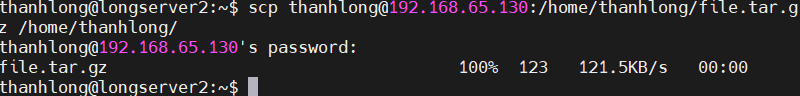 thanhlong@longserver2:~$ scp thanhlong@192.168.65.130:/home/thanhlong/file.tar.g
z /home/thanhlong/
thanhlong@192.168.65.130's password:
file.tar.gz 100% 123 121.5KB/s 00:00
thanhlong@longserver2:~$